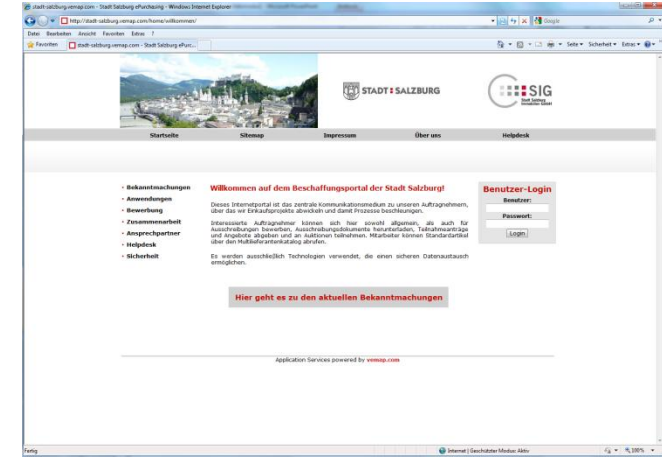 stadt-salzburg.vemap.com - Stadt Salzburg ePurchasing - Windows Internet Explorer
http://stadt-salzburg.vemap.com/home/willkommen/
Google
Datei Bearbeiten Ansicht Favoriten Extras ?
Favoriten stadt-salzburg.vemap.com - Stadt Salzburg ePurc...
Seite Sicherheit Extras
STADT : SALZBURG
SIG
Stadt Salzburg
Immobilien GmbH
Startseite Sitemap Impressum Über uns Helpdesk
Bekanntmachungen
Anwendungen
Bewerbung
Zusammenarbeit
Ansprechpartner
Helpdesk
Sicherheit
Willkommen auf dem Beschaffungsportal der Stadt Salzburg!
Dieses Internetportal ist das zentrale Kommunikationsmedium zu unseren Auftragnehmern,
über das wir Einkaufsprojekte abwickeln und damit Prozesse beschleunigen.
Interessierte Auftragnehmer können sich hier sowohl allgemein, als auch für
Ausschreibungen bewerben, Ausschreibungsdokumente herunterladen, Teilnahmeanträge
und Angebote abgeben und an Auktionen teilnehmen. Mitarbeiter können Standardartikel
über den Multilieferantenkatalog abrufen.
Es werden ausschließlich Technologien verwendet, die einen sicheren Datenaustausch
ermöglichen.
Hier geht es zu den aktuellen Bekanntmachungen
Benutzer-Login
Benutzer:
Passwort:
Login
Application Services powered by vemap.com
Fertig
Internet | Geschützter Modus: Aktiv
100%